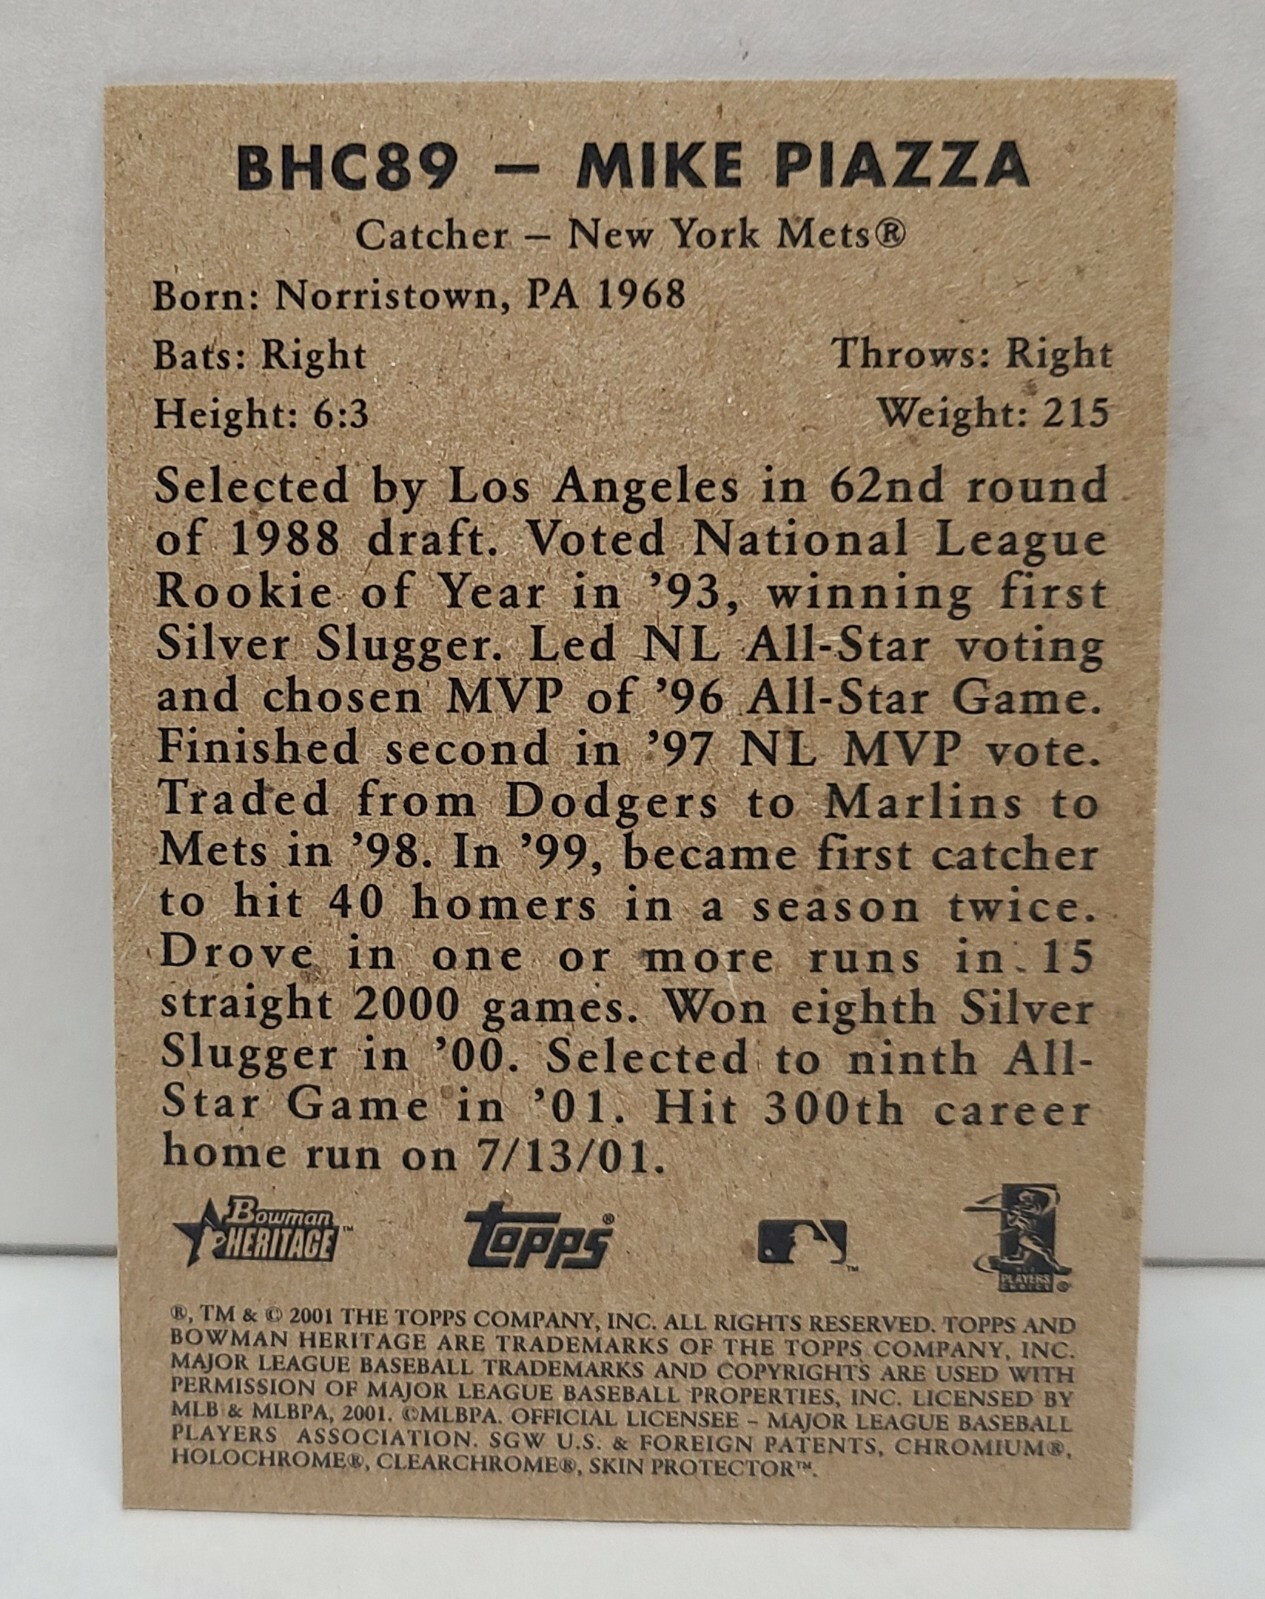 BHC89 – MIKE PIAZZA
Catcher – New York Mets®
Born: Norristown, PA 1968
Bats: Right Throws: Right
Height: 6:3 Weight: 215
Selected by Los Angeles in 62nd round
of 1988 draft. Voted National League
Rookie of Year in ’93, winning first
Silver Slugger. Led NL All-Star voting
and chosen MVP of ’96 All-Star Game.
Finished second in ’97 NL MVP vote.
Traded from Dodgers to Marlins to
Mets in ’98. In ’99, became first catcher
to hit 40 homers in a season twice.
Drove in one or more runs in 15
straight 2000 games. Won eighth Silver
Slugger in ’00. Selected to ninth All-
Star Game in ’01. Hit 300th career
home run on 7/13/01.
Bowman HERITAGE™ Topps® ™ PLAYERS CHOICE ®
®, TM & © 2001 THE TOPPS COMPANY, INC. ALL RIGHTS RESERVED. TOPPS AND
BOWMAN HERITAGE ARE TRADEMARKS OF THE TOPPS COMPANY, INC.
MAJOR LEAGUE BASEBALL TRADEMARKS AND COPYRIGHTS ARE USED WITH
PERMISSION OF MAJOR LEAGUE BASEBALL PROPERTIES, INC. LICENSED BY
MLB & MLBPA, 2001. ©MLBPA. OFFICIAL LICENSEE – MAJOR LEAGUE BASEBALL
PLAYERS ASSOCIATION. SGW U.S. & FOREIGN PATENTS, CHROMIUM®,
HOLOCHROME®, CLEARCHROME®, SKIN PROTECTOR™.